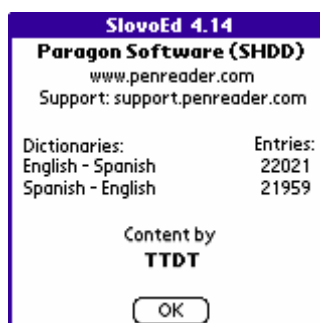 SlovoEd 4.14
Paragon Software (SHDD)
www.penreader.com
Support: support.penreader.com
Dictionaries: Entries:
English - Spanish 22021
Spanish - English 21959
Content by
TTDT
OK